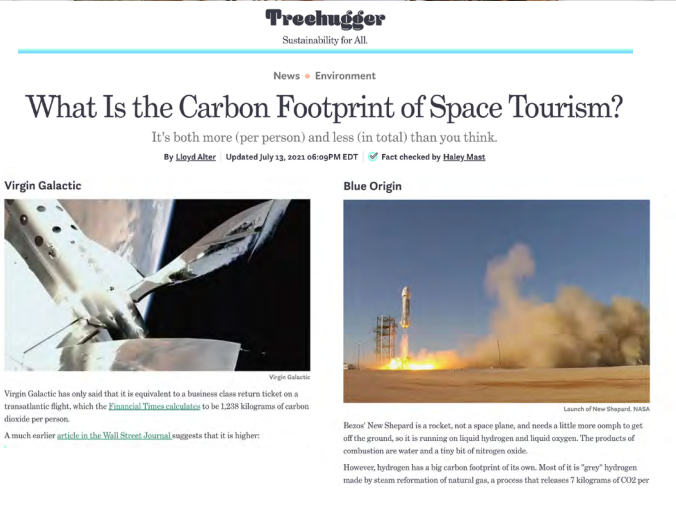 Treehugger
Sustainability for All.
News • Environment
What Is the Carbon Footprint of Space Tourism?
It's both more (per person) and less (in total) than you think.
By Lloyd Alter | Updated July 13, 2021 06:09PM EDT | Fact checked by Haley Mast
Virgin Galactic
Virgin Galactic
Virgin Galactic has only said that it is equivalent to a business class return ticket on a
transatlantic flight, which the Financial Times calculates to be 1,238 kilograms of carbon
dioxide per person.
A much earlier article in the Wall Street Journal suggests that it is higher:
Blue Origin
Launch of New Shepard, NASA
Bezos' New Shepard is a rocket, not a space plane, and needs a little more oomph to get
off the ground, so it is running on liquid hydrogen and liquid oxygen. The products of
combustion are water and a tiny bit of nitrogen oxide.
However, hydrogen has a big carbon footprint of its own. Most of it is "grey" hydrogen
made by steam reformation of natural gas, a process that releases 7 kilograms of CO2 per